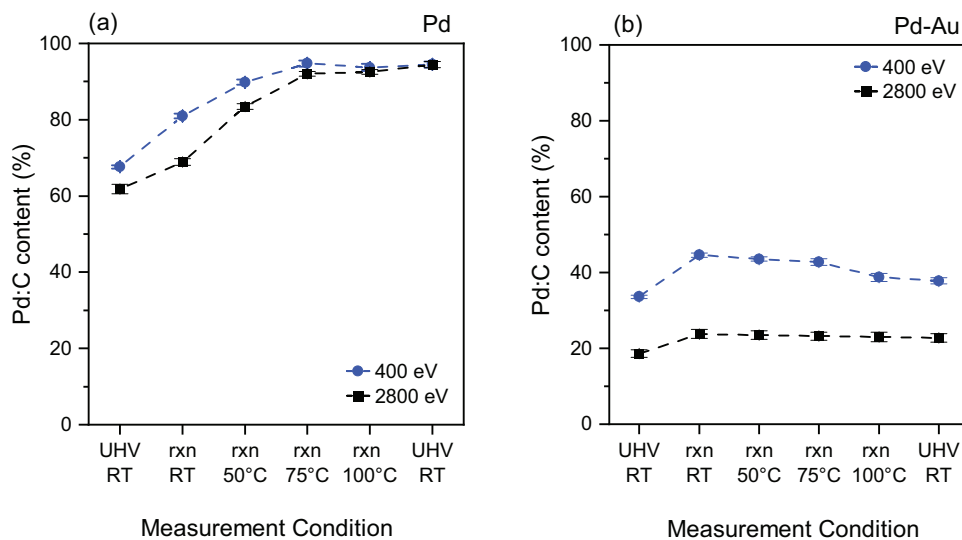 (a)
Pd
Pd:C content (%)
100
80
60
40
20
0
400 eV
2800 eV
UHV RT
rxn RT
rxn 50°C
rxn 75°C
rxn 100°C
UHV RT
Measurement Condition
(b)
Pd-Au
Pd:C content (%)
100
80
60
40
20
0
400 eV
2800 eV
UHV RT
rxn RT
rxn 50°C
rxn 75°C
rxn 100°C
UHV RT
Measurement Condition